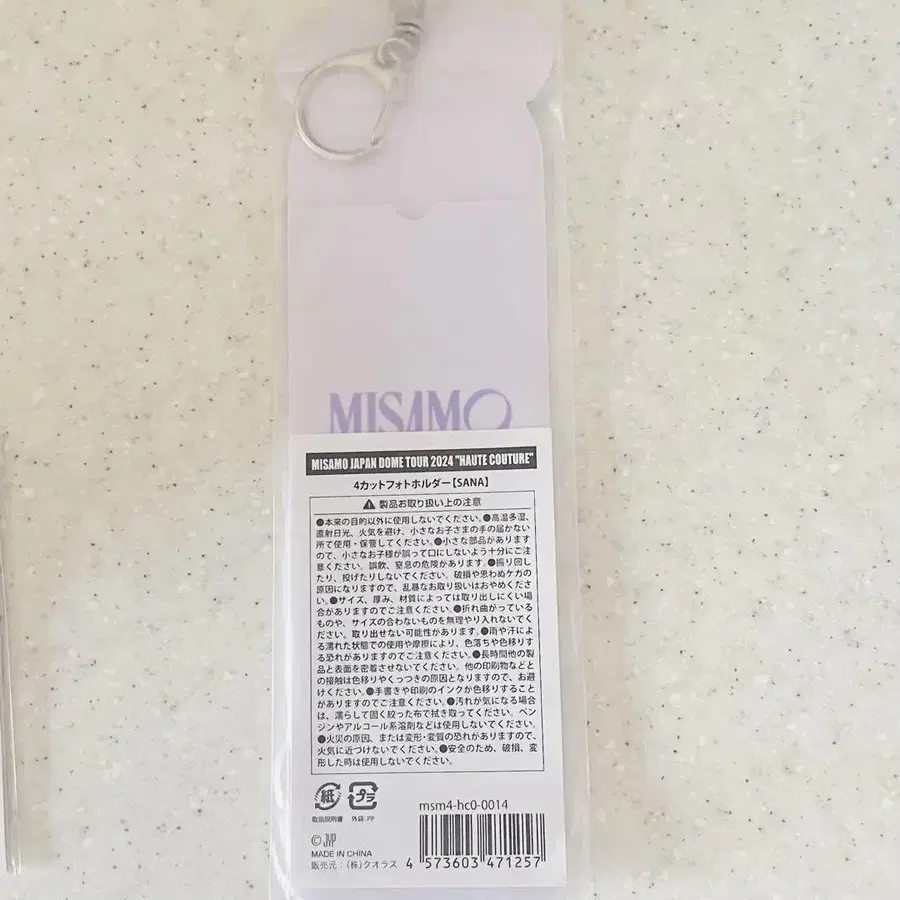 MISAMO
MISAMO JAPAN DOME TOUR 2024 "HAUTE COUTURE"
4カットフォトホルダー【SANA】
⚠ 製品お取り扱い上の注意
●本来の目的以外に使用しないでください。●高温多湿、
直射日光、火気を避け、小さなお子さまの手の届かない
所で使用・保管してください。●小さな部品があります
ので、小さなお子様が誤って口にしないよう十分にご注
意ください。誤飲、窒息の危険があります。●振り回し
たり、投げたりしないでください。破損や思わぬケガの
原因になりますので、乱暴なお取り扱いはおやめくださ
い。●サイズ、厚み、材質によっては取り出しにくい場
合がありますのでご注意ください。●折れ曲がっている
ものや、サイズの合わないものを無理やり入れないでく
ださい。取り出せない可能性があります。●雨や汗によ
る濡れた状態での使用や摩擦により、色落ちや色移りす
る恐れがありますのでご注意ください。●長時間他の製
品と表面を密着させないでください。他の印刷物などと
の接触は色移りやくっつきの原因となりますので、お避
けください。●手書きや印刷のインクが色移りすること
がありますのでご注意ください。●汚れが気になる場合
は、濡らして固く絞った布で拭き取ってください。ベン
ジンやアルコール系溶剤などは使用しないでください。
●火災の原因、または変形・変質の恐れがありますので、
火気に近づけないでください。●安全のため、破損、変
形した時は使用しないでください。
紙 プラ
取扱説明書 外袋:PP
msm4-hc0-0014
© JYP
MADE IN CHINA
販売元:(株)クオラス
4 573603 471257